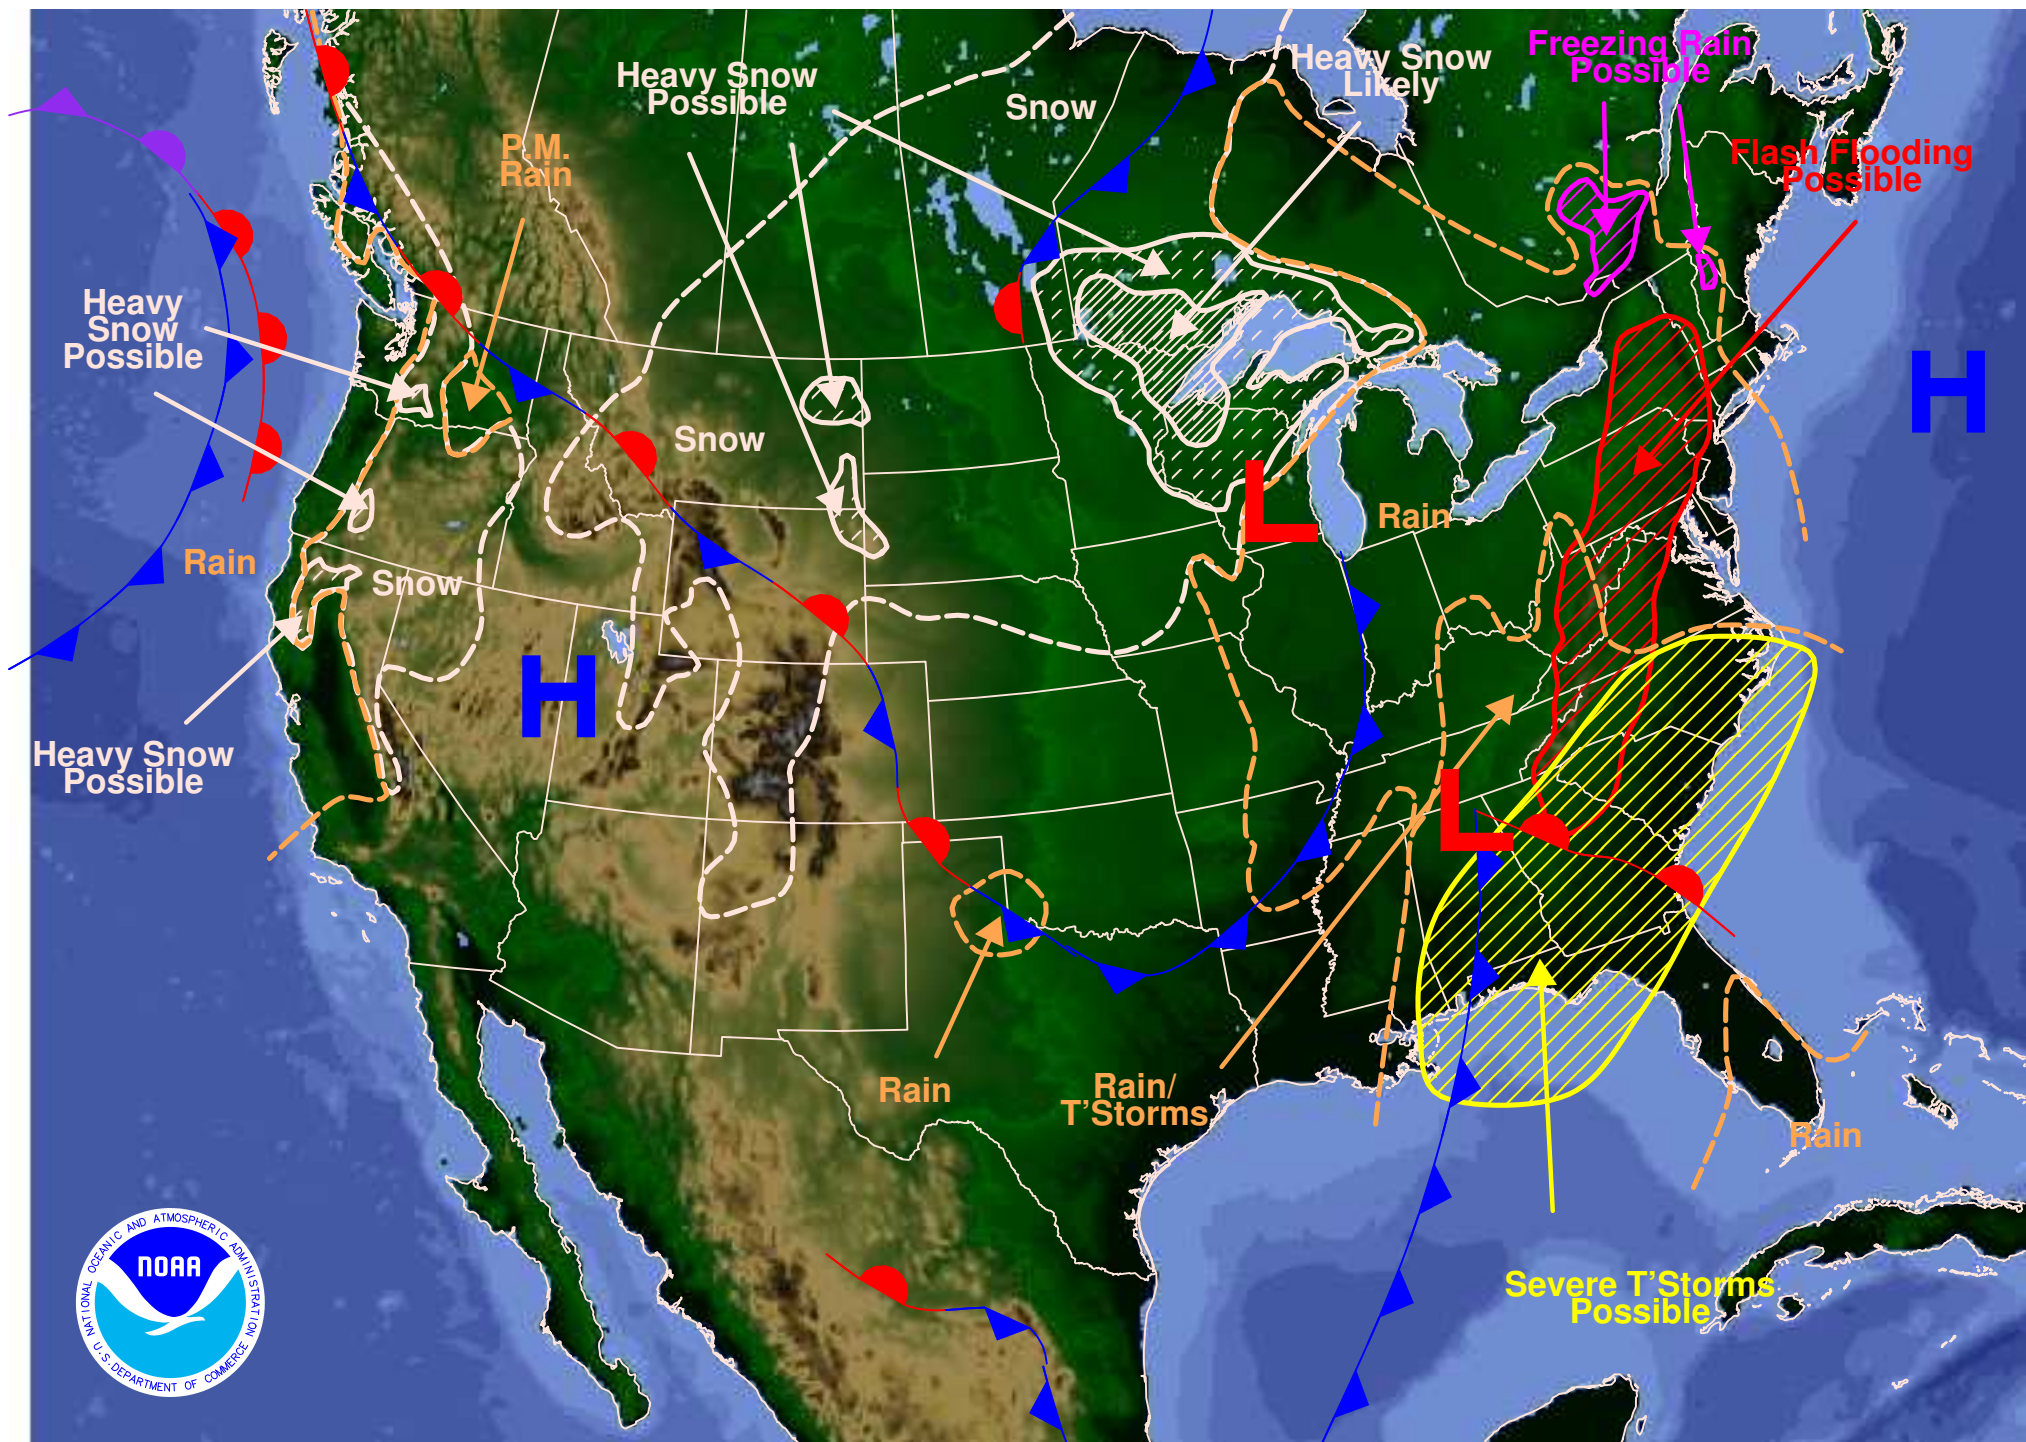 Heavy Snow
Possible
Snow
Heavy Snow
Likely
Freezing Rain
Possible
P.M.
Rain
Flash Flooding
Possible
Heavy
Snow
Possible
H
Snow
Rain
L
Rain
Snow
H
Heavy Snow
Possible
L
Rain
Rain/
T'Storms
Rain
Severe T'Storms
Possible
NOAA
NATIONAL OCEANIC AND ATMOSPHERIC ADMINISTRATION
U.S. DEPARTMENT OF COMMERCE